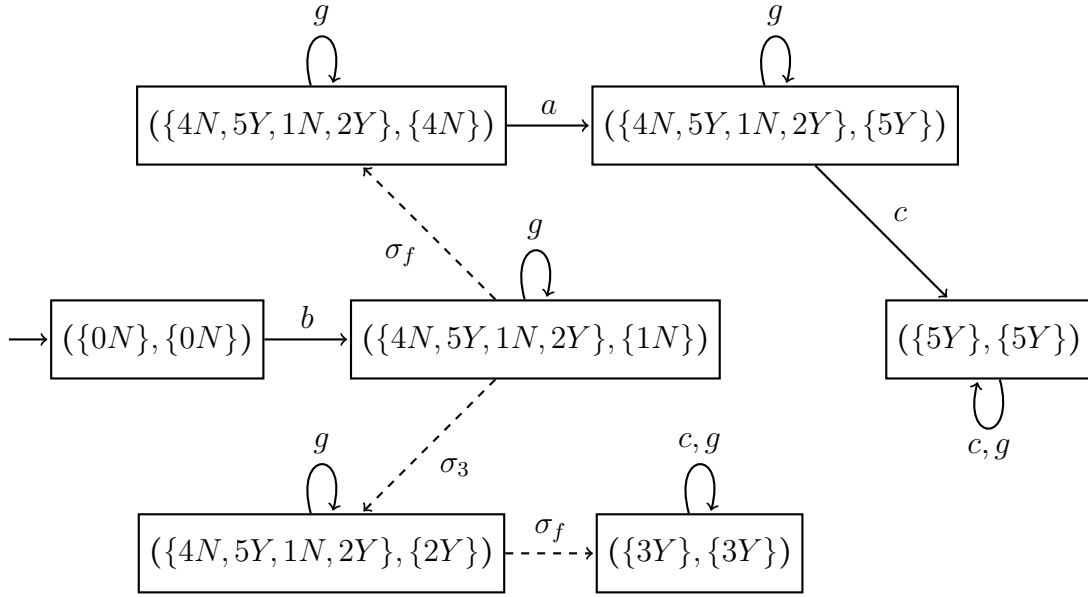 g g
({4N, 5Y, 1N, 2Y}, {4N}) a ({4N, 5Y, 1N, 2Y}, {5Y})
c
σ_f g
({0N}, {0N}) b ({4N, 5Y, 1N, 2Y}, {1N}) ({5Y}, {5Y})
g σ_3 c, g c, g
({4N, 5Y, 1N, 2Y}, {2Y}) σ_f ({3Y}, {3Y})